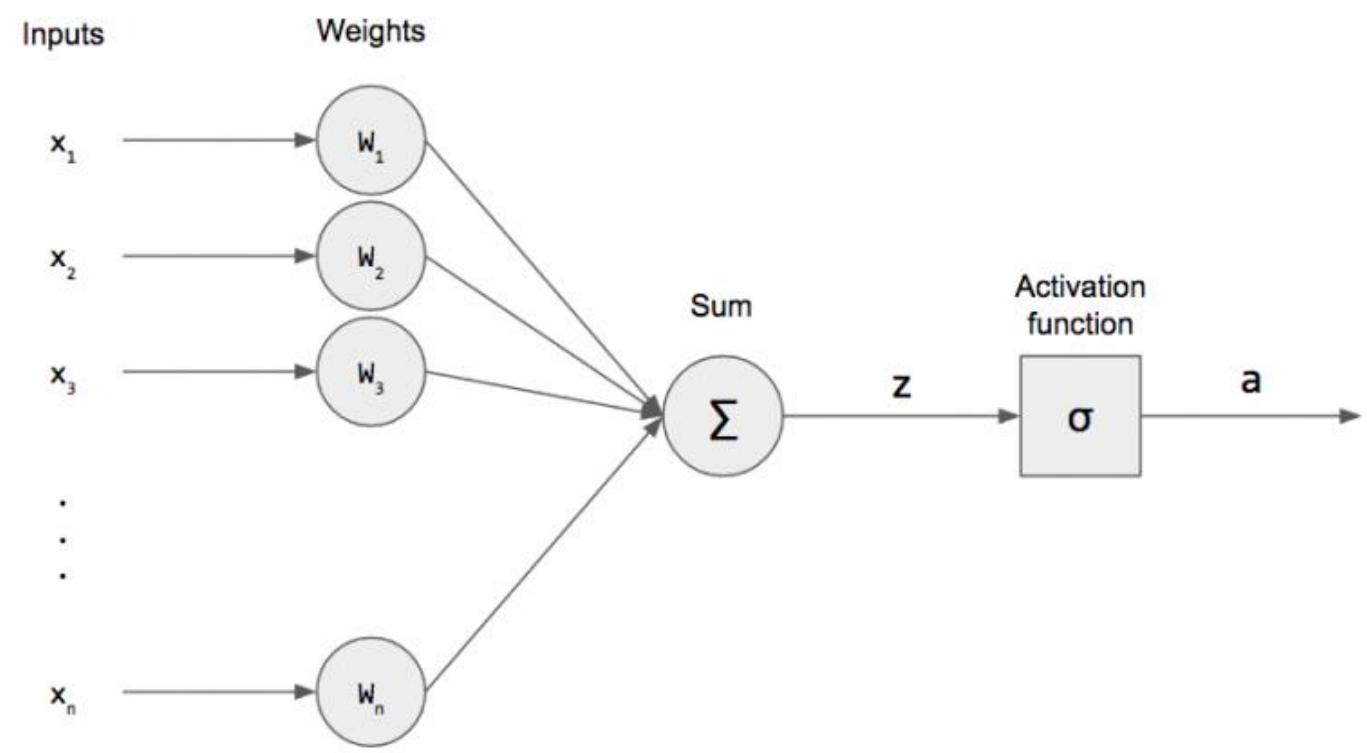 Inputs
Weights
x₁
W₁
x₂
W₂
x₃
W₃
Sum
Σ
z
Activation
function
σ
a
.
.
.
xₙ
Wₙ